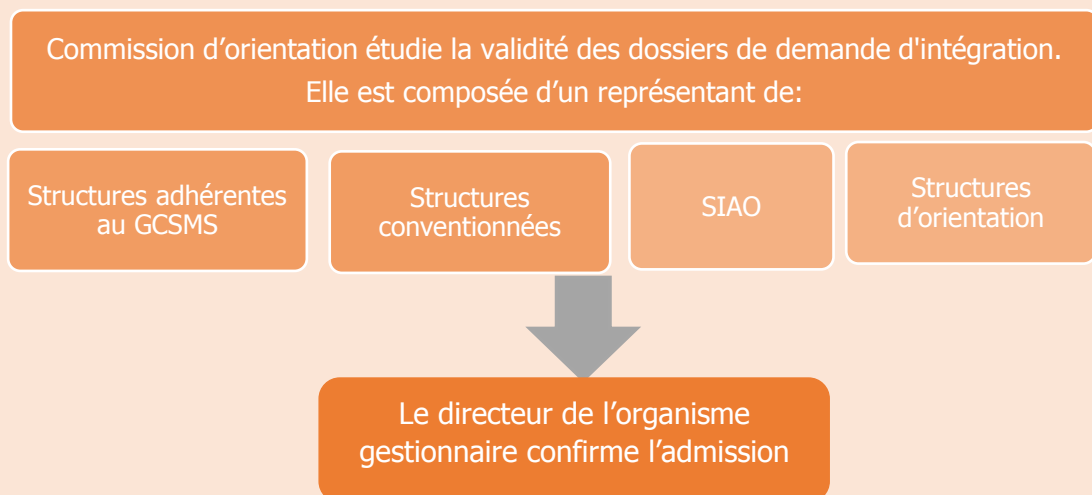 Commission d’orientation étudie la validité des dossiers de demande d'intégration.
Elle est composée d’un représentant de:
Structures adhérentes
au GCSMS
Structures
conventionnées
SIAO
Structures
d’orientation
Le directeur de l’organisme
gestionnaire confirme l’admission